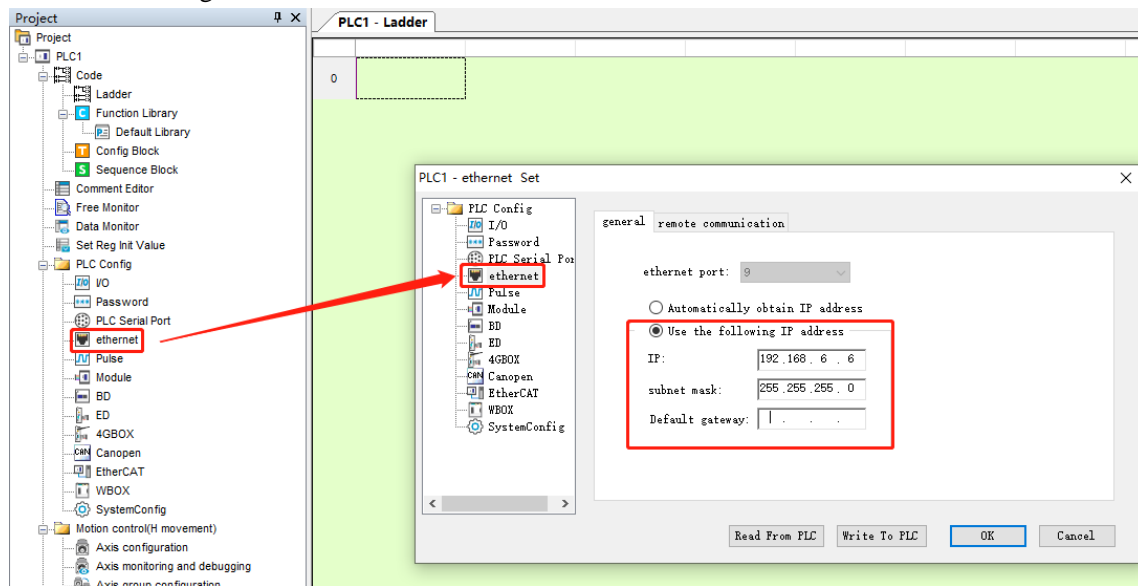 Project
PLC1 - Ladder
Project
PLC1
Code
Ladder
Function Library
Default Library
Config Block
Sequence Block
Comment Editor
Free Monitor
Data Monitor
Set Reg Init Value
PLC Config
I/O
Password
PLC Serial Port
ethernet
Pulse
Module
BD
ED
4GBOX
Canopen
EtherCAT
WBOX
SystemConfig
Motion control(H movement)
Axis configuration
Axis monitoring and debugging
Axis group configuration
0
PLC1 - ethernet Set
PLC Config
I/O
Password
PLC Serial Por
ethernet
Pulse
Module
BD
ED
4GBOX
Canopen
EtherCAT
WBOX
SystemConfig
general remote communication
ethernet port: 9
Automatically obtain IP address
Use the following IP address
IP: 192 .168 . 6 . 6
subnet mask: 255 .255 .255 . 0
Default gateway: . . .
Read From PLC Write To PLC OK Cancel